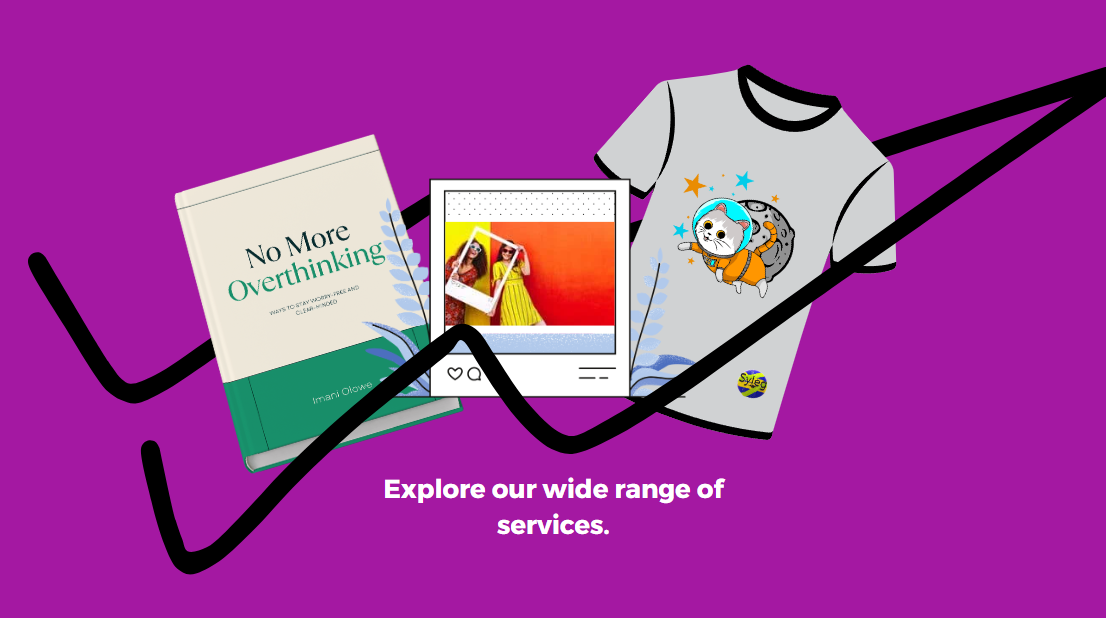 No More
Overthinking
WAYS TO STAY WORRY-FREE AND
CLEAR-MINDED
Imani Olowe
Syleg
Explore our wide range of
services.